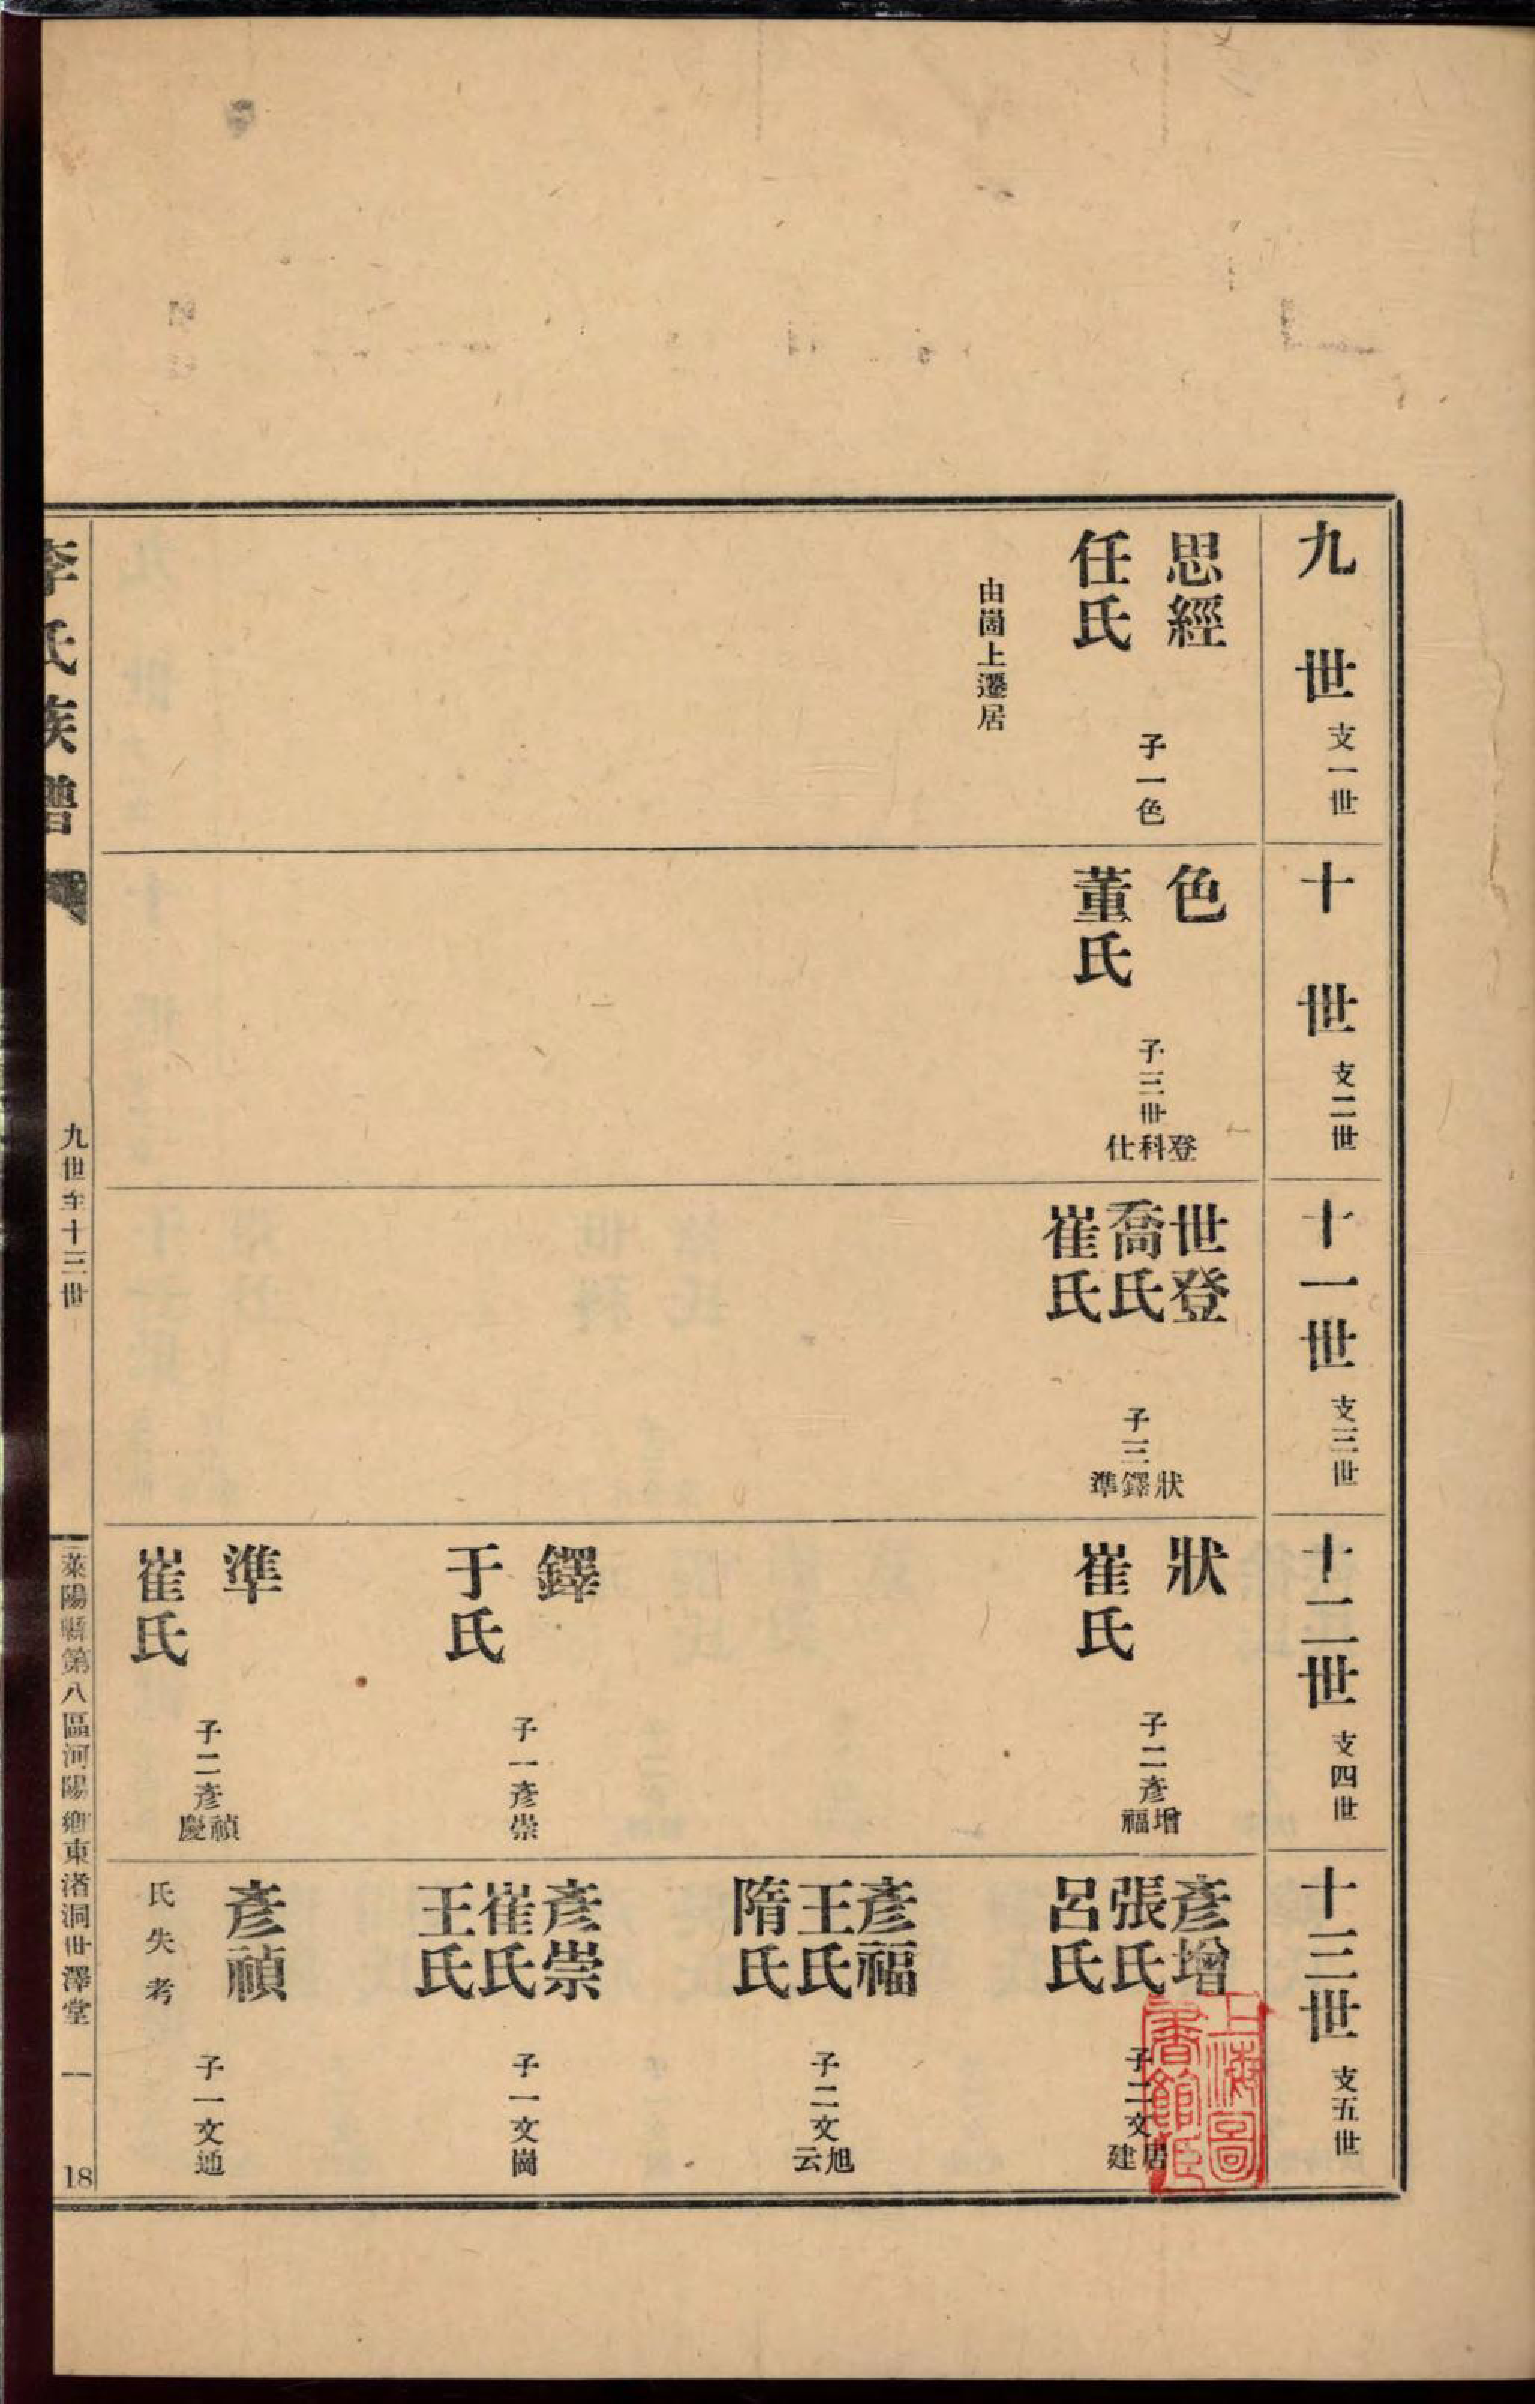 九世
支一世
思經
任氏
子一色
由崗上遷居
十世
支二世
色
董氏
子三世
登科仕
十一世
支三世
世登
喬氏
崔氏
子三
狀鐸準
十二世
支四世
狀
崔氏
子二彥
增福
鐸
于氏
子一彥崇
準
崔氏
子二彥
禎慶
十三世
支五世
彥增
張氏
呂氏
子二文
居建
彥福
王氏
隋氏
子二文
旭云
彥崇
崔氏
王氏
子一文崗
彥禎
氏失考
子一文通
李氏族譜
九世至十三世
萊陽縣第八區河陽鄉東渚洞世澤堂
一
18
上海圖
書館臧